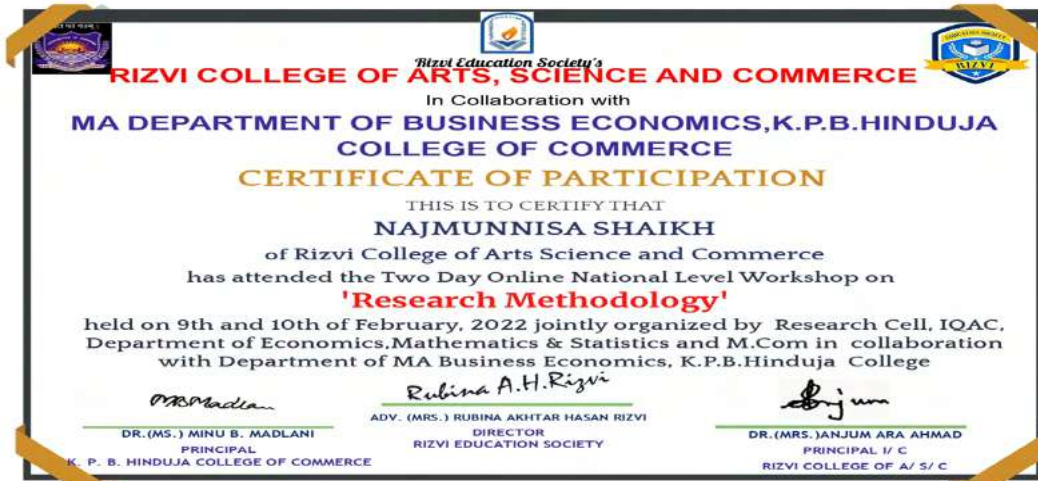 Rizvi Education Society's
RIZVI COLLEGE OF ARTS, SCIENCE AND COMMERCE
In Collaboration with
MA DEPARTMENT OF BUSINESS ECONOMICS,K.P.B.HINDUJA
COLLEGE OF COMMERCE
CERTIFICATE OF PARTICIPATION
THIS IS TO CERTIFY THAT
NAJMUNNISA SHAIKH
of Rizvi College of Arts Science and Commerce
has attended the Two Day Online National Level Workshop on
'Research Methodology'
held on 9th and 10th of February, 2022 jointly organized by Research Cell, IQAC,
Department of Economics,Mathematics & Statistics and M.Com in collaboration
with Department of MA Business Economics, K.P.B.Hinduja College
MBMadlani
Rubina A.H.Rizvi
Anjum
DR.(MS.) MINU B. MADLANI
PRINCIPAL
K. P. B. HINDUJA COLLEGE OF COMMERCE
ADV. (MRS.) RUBINA AKHTAR HASAN RIZVI
DIRECTOR
RIZVI EDUCATION SOCIETY
DR.(MRS.)ANJUM ARA AHMAD
PRINCIPAL I/ C
RIZVI COLLEGE OF A/ S/ C
EDUCATION SOCIETY
RIZVI